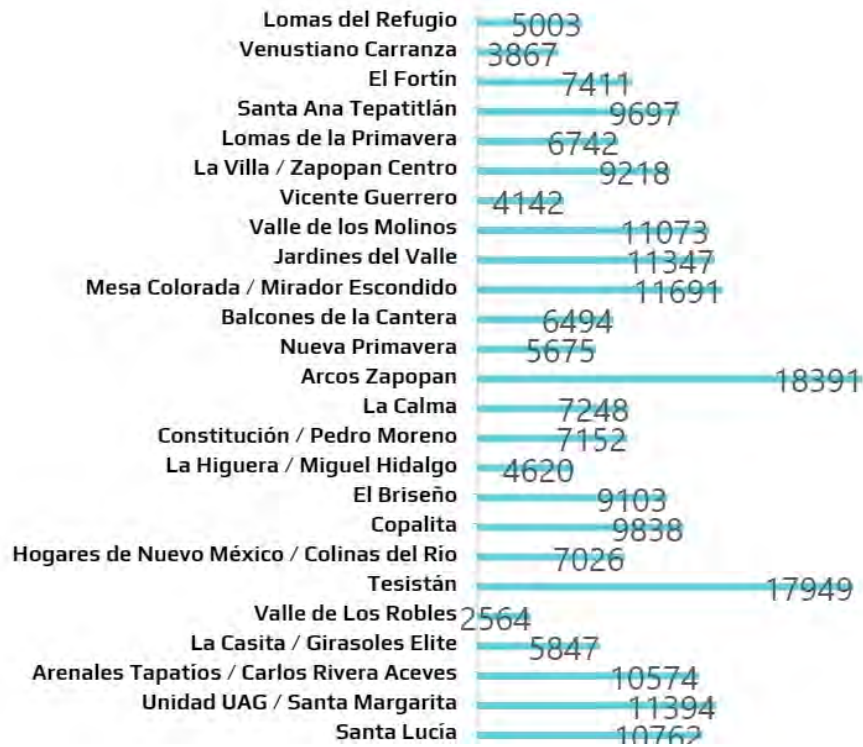 Lomas del Refugio 5003
Venustiano Carranza 3867
El Fortín 7411
Santa Ana Tepatitlán 9697
Lomas de la Primavera 6742
La Villa / Zapopan Centro 9218
Vicente Guerrero 4142
Valle de los Molinos 11073
Jardines del Valle 11347
Mesa Colorada / Mirador Escondido 11691
Balcones de la Cantera 6494
Nueva Primavera 5675
Arcos Zapopan 18391
La Calma 7248
Constitución / Pedro Moreno 7152
La Higuera / Miguel Hidalgo 4620
El Briseño 9103
Copalita 9838
Hogares de Nuevo México / Colinas del Río 7026
Tesistán 17949
Valle de Los Robles 2564
La Casita / Girasoles Elite 5847
Arenales Tapatíos / Carlos Rivera Aceves 10574
Unidad UAG / Santa Margarita 11394
Santa Lucía 10762